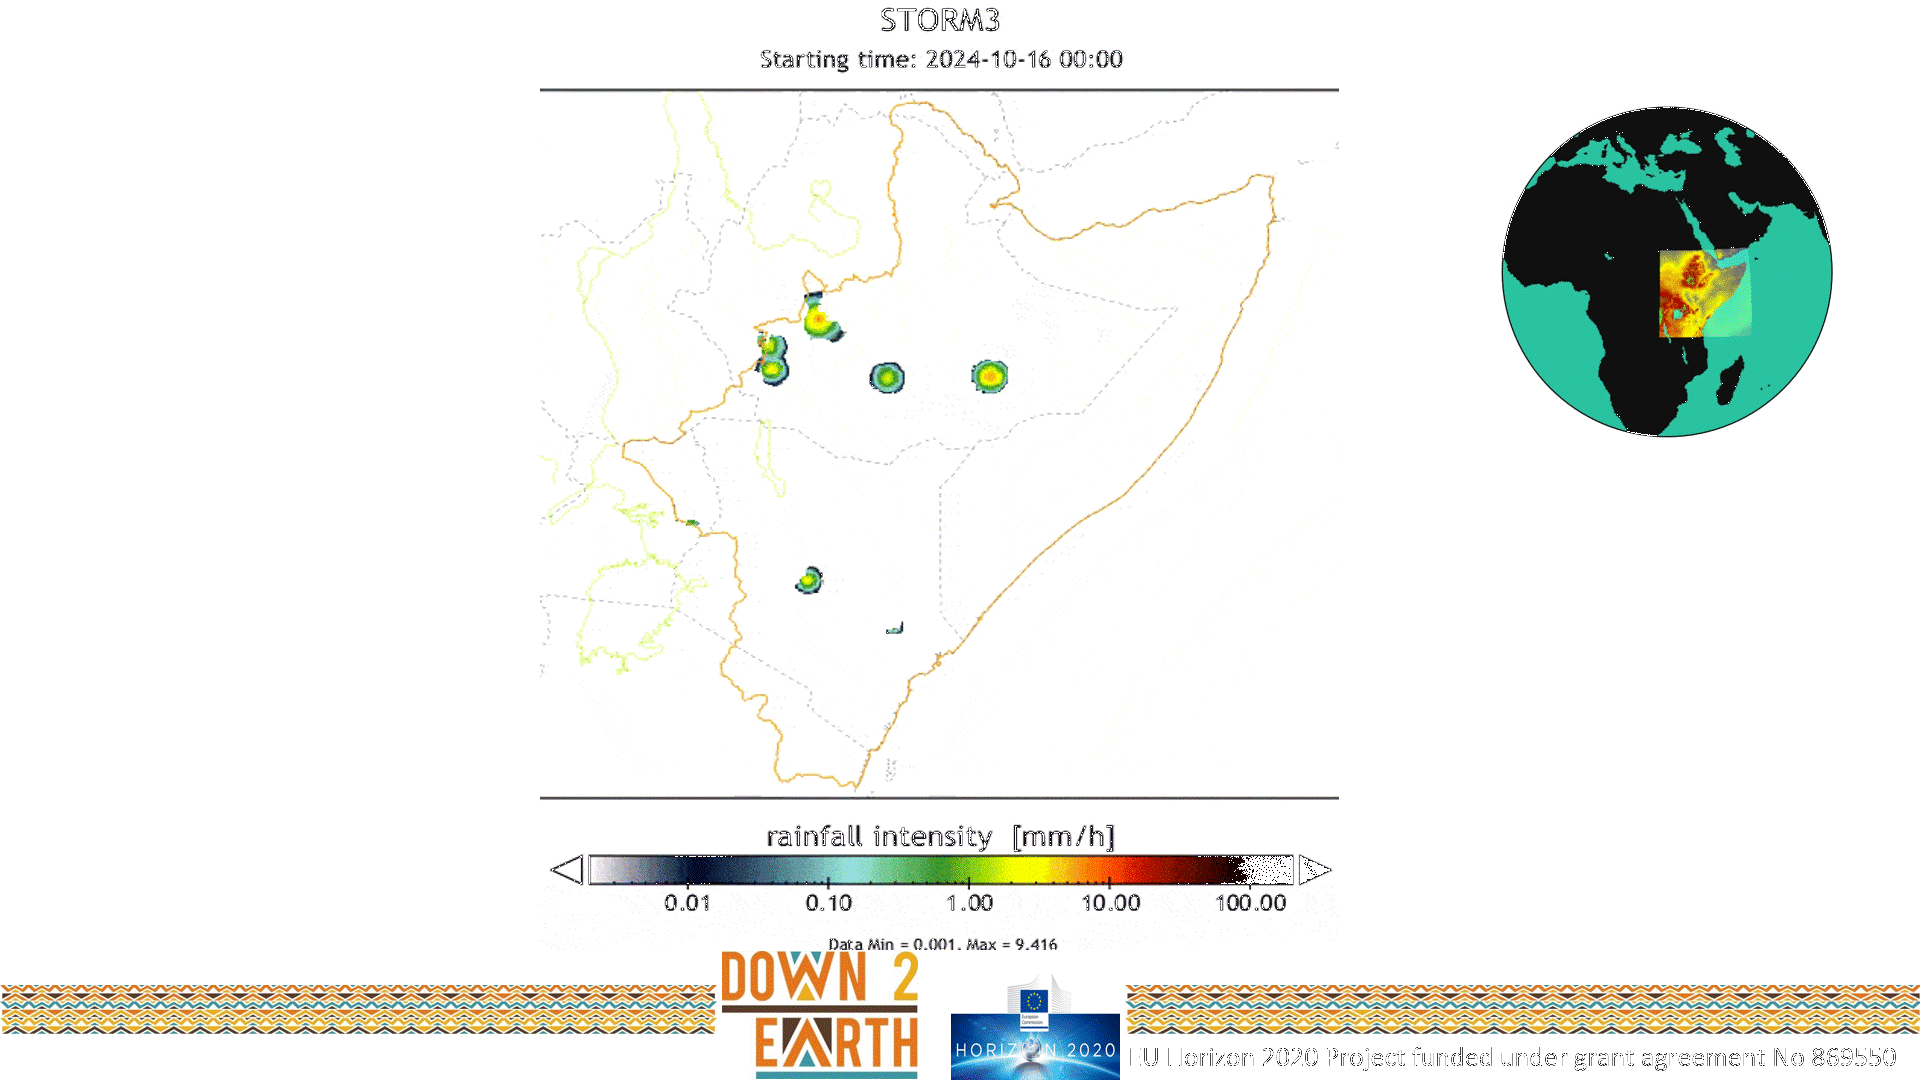 STORM3
Starting time: 2024-10-16 00:00
rainfall intensity [mm/h]
0.01 0.10 1.00 10.00 100.00
Data Min = 0.001, Max = 9.416
DOWN 2
EARTH
European
Commission
HORIZON 2020
EU Horizon 2020 Project funded under grant agreement No 869550